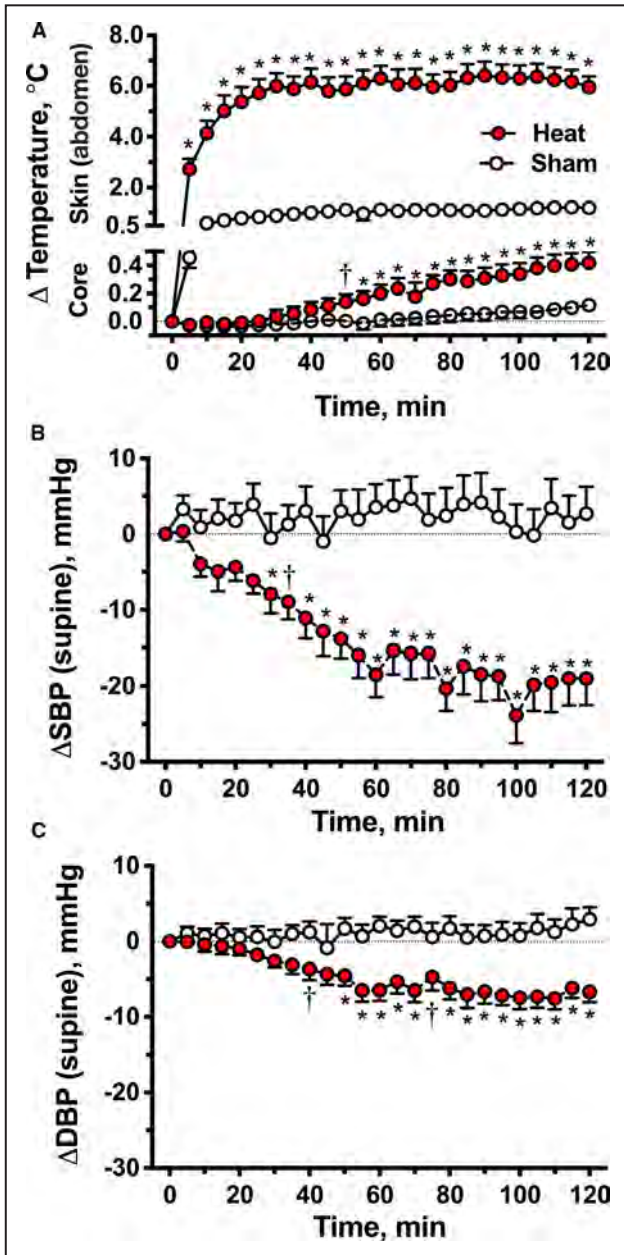 A
Δ Temperature, °C
Skin (abdomen)
Core
8.0
6.0
4.0
2.0
0.5
0.4
0.2
0.0
* * * * * * * * * * * * * * * * * * * * * * * *
Heat
Sham
† * * * * * * * * * * * * * *
0 20 40 60 80 100 120
Time, min
B
ΔSBP (supine), mmHg
10
0
-10
-20
-30
* † * * * * * * * * * * * * * * * * *
0 20 40 60 80 100 120
Time, min
C
ΔDBP (supine), mmHg
10
0
-10
-20
-30
† * * * * * † * * * * * * * * *
0 20 40 60 80 100 120
Time, min